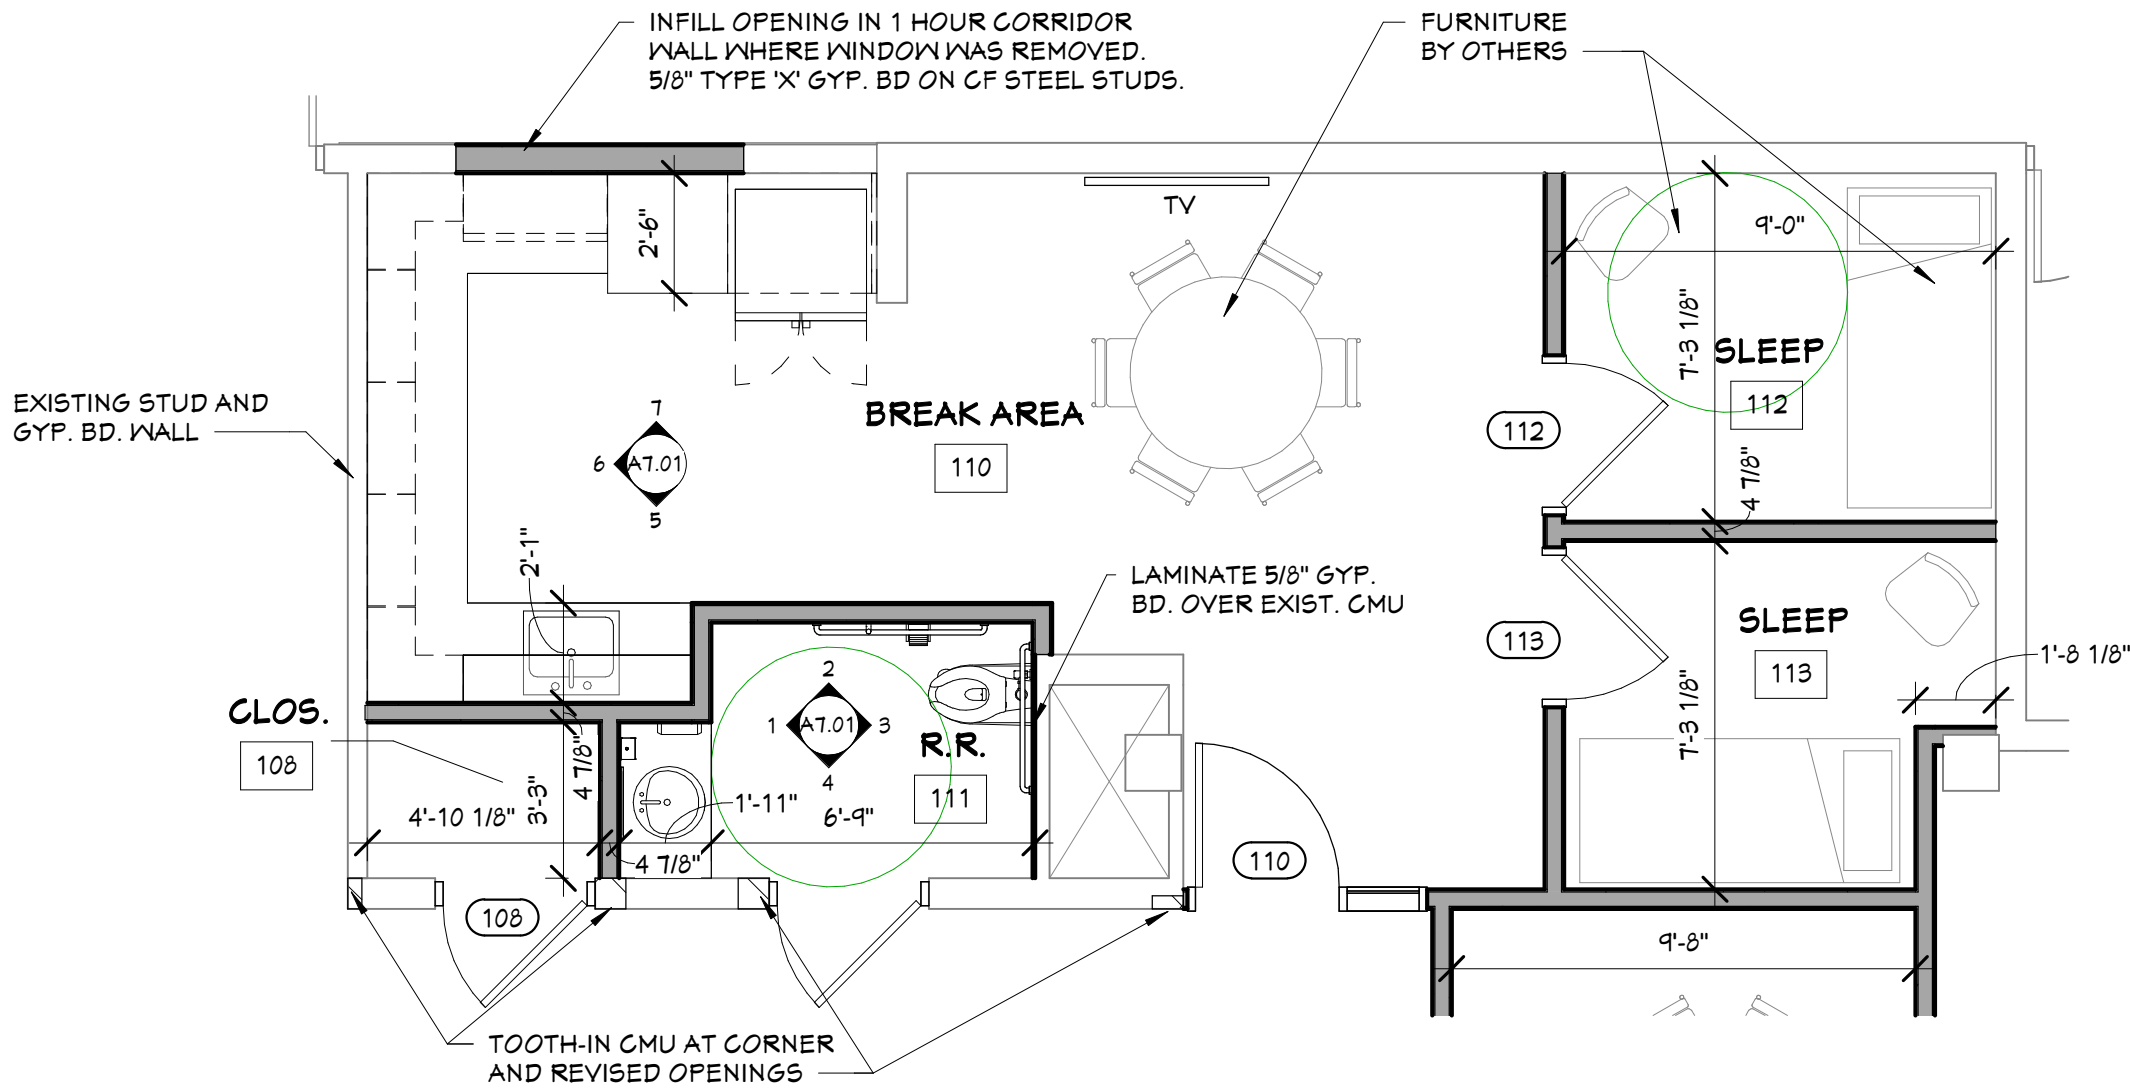 INFILL OPENING IN 1 HOUR CORRIDOR
WALL WHERE WINDOW WAS REMOVED.
5/8" TYPE 'X' GYP. BD ON CF STEEL STUDS.
FURNITURE
BY OTHERS
TV
2'-6"
9'-0"
7'-3 1/8"
SLEEP
112
EXISTING STUD AND
GYP. BD. WALL
7
6
A7.01
5
BREAK AREA
110
112
4 7/8"
2'-1"
LAMINATE 5/8" GYP.
BD. OVER EXIST. CMU
113
SLEEP
113
1'-8 1/8"
7'-3 1/8"
CLOS.
108
2
1
A7.01
3
4
R.R.
111
4 7/8"
3'-3"
4'-10 1/8"
1'-11"
6'-9"
4 7/8"
110
108
9'-8"
TOOTH-IN CMU AT CORNER
AND REVISED OPENINGS